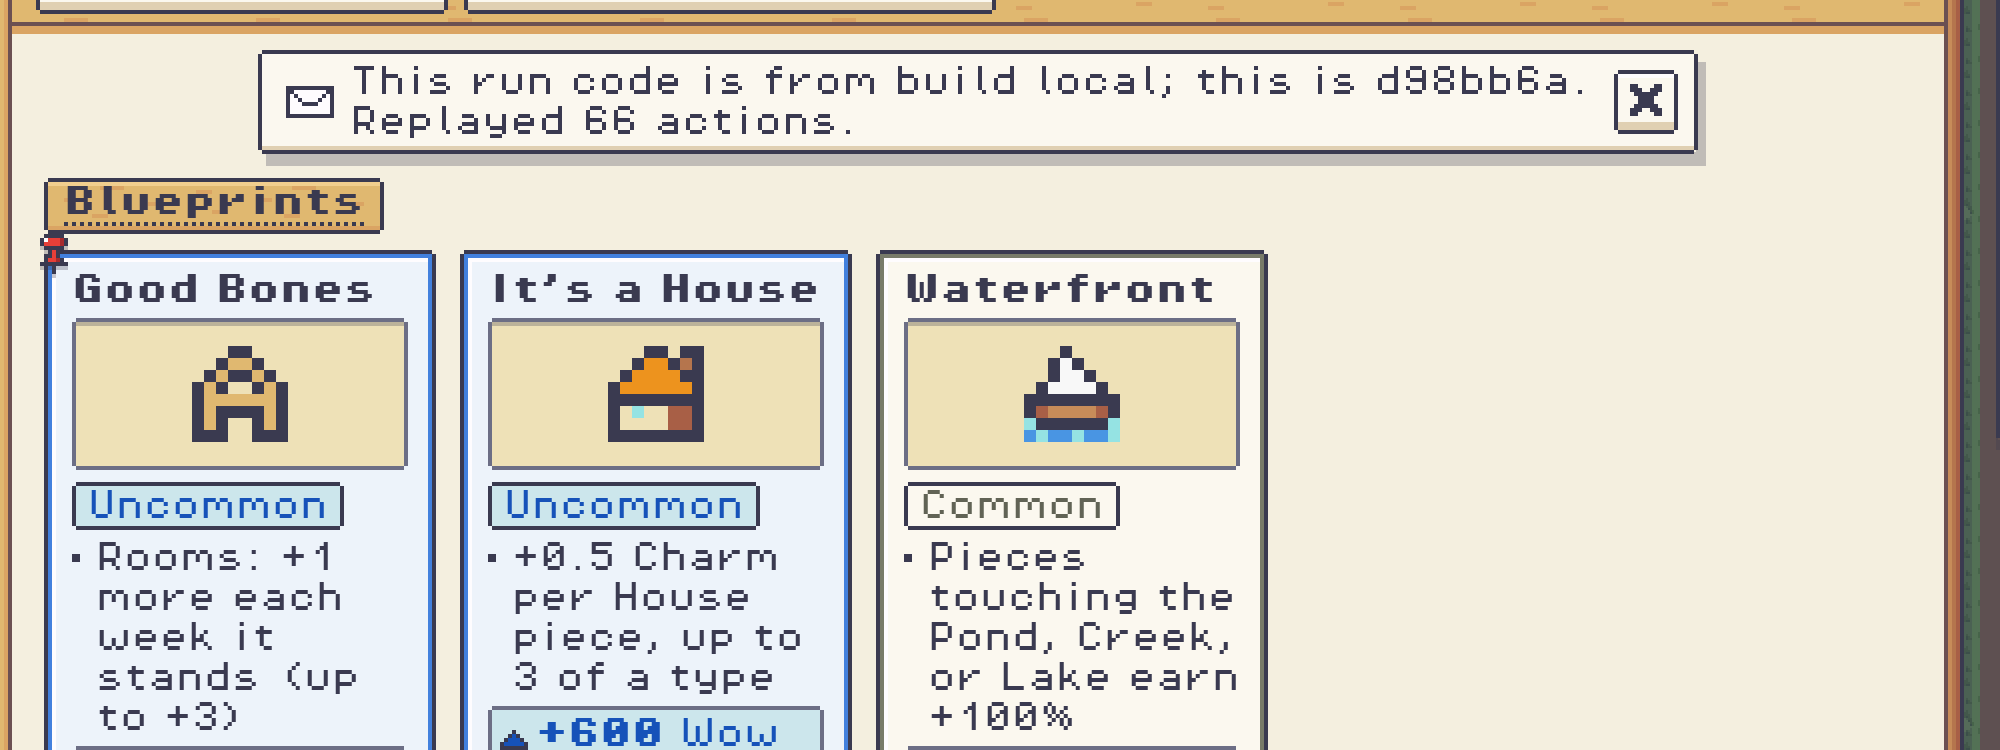 This run code is from build local; this is d98bb6a.
Replayed 66 actions.
Blueprints
Good Bones
Uncommon
· Rooms: +1
more each
week it
stands (up
to +3)
It's a House
Uncommon
· +0.5 Charm
per House
piece, up to
3 of a type
+600 Wow
Waterfront
Common
· Pieces
touching the
Pond, Creek,
or Lake earn
+100%